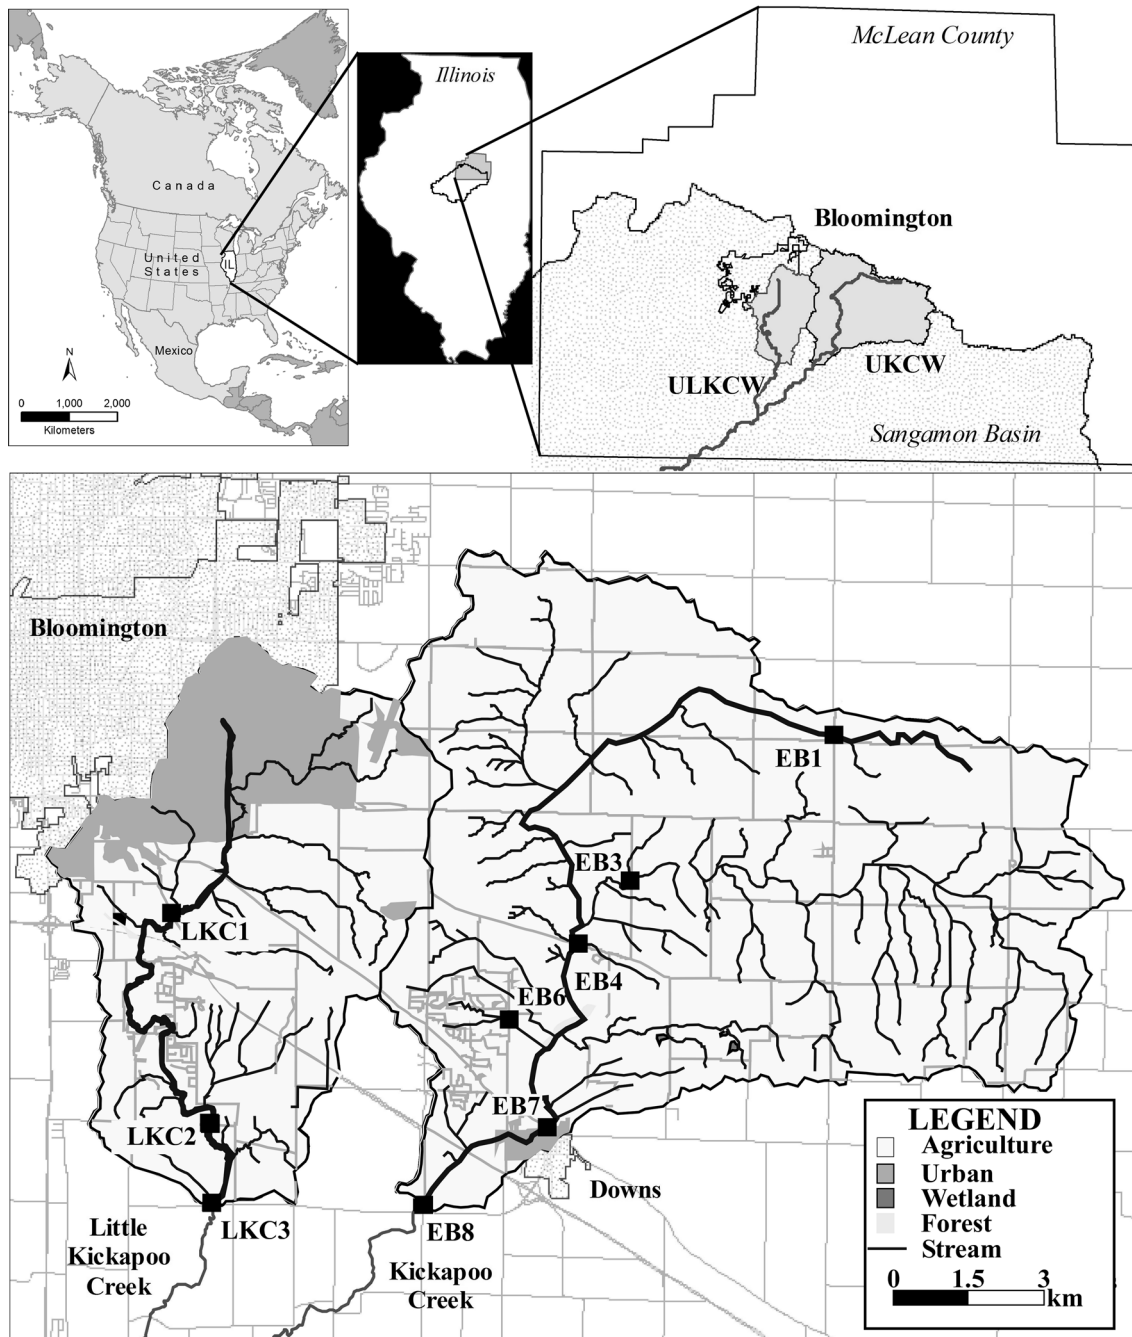 Canada
United
States
IL
Mexico
N
0 1,000 2,000
Kilometers
Illinois
McLean County
Bloomington
UKCW
ULKCW
Sangamon Basin
Bloomington
EB1
EB3
LKC1
EB4
EB6
EB7
LKC2
Downs
LKC3
EB8
Little
Kickapoo
Creek
Kickapoo
Creek
LEGEND
Agriculture
Urban
Wetland
Forest
Stream
0 1.5 3
km